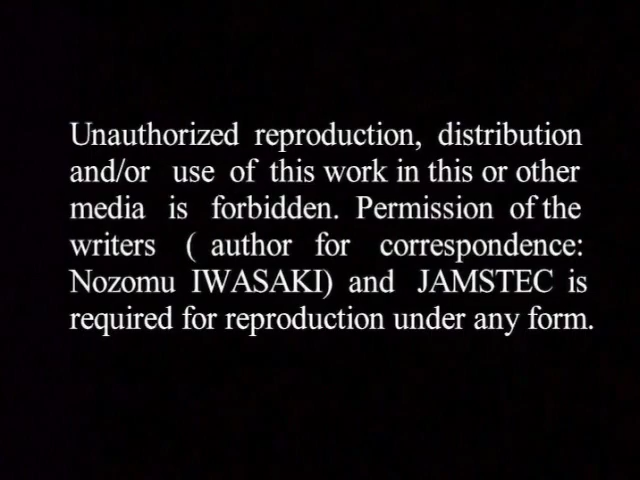 Unauthorized reproduction, distribution
and/or use of this work in this or other
media is forbidden. Permission of the
writers ( author for correspondence:
Nozomu IWASAKI) and JAMSTEC is
required for reproduction under any form.